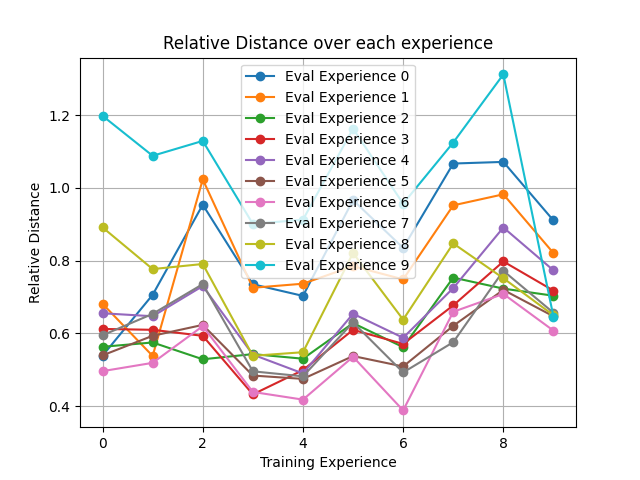 Relative Distance over each experience
Eval Experience 0
Eval Experience 1
Eval Experience 2
Eval Experience 3
Eval Experience 4
Eval Experience 5
Eval Experience 6
Eval Experience 7
Eval Experience 8
Eval Experience 9
1.2
1.0
0.8
0.6
0.4
Relative Distance
0 2 4 6 8
Training Experience